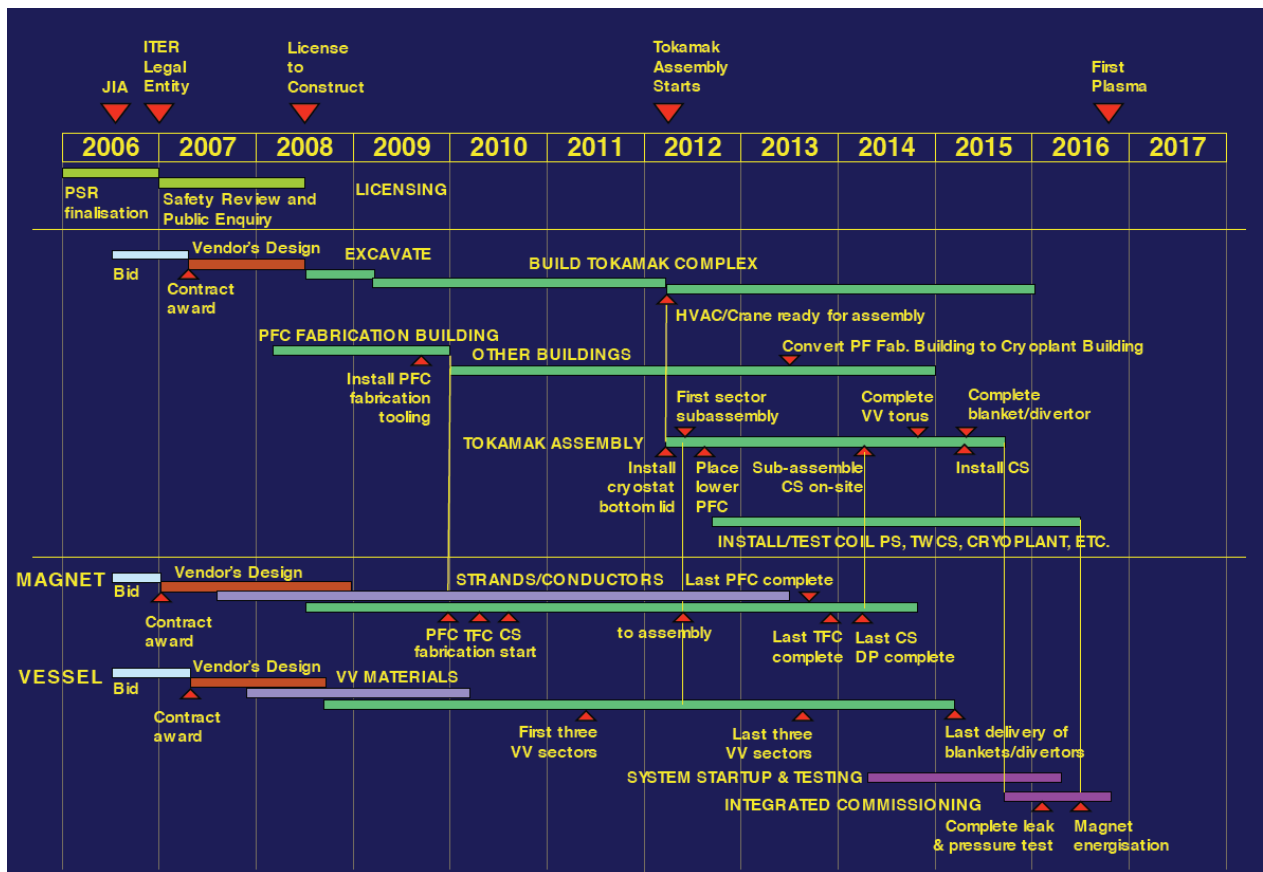 JIA
ITER
Legal
Entity
License
to
Construct
Tokamak
Assembly
Starts
First
Plasma
2006 2007 2008 2009 2010 2011 2012 2013 2014 2015 2016 2017
PSR
finalisation
Safety Review and
Public Enquiry
LICENSING
Bid
Vendor's Design
Contract
award
EXCAVATE
BUILD TOKAMAK COMPLEX
HVAC/Crane ready for assembly
PFC FABRICATION BUILDING
Install PFC
fabrication
tooling
OTHER BUILDINGS
Convert PF Fab. Building to Cryoplant Building
First sector
subassembly
Complete
VV torus
Complete
blanket/divertor
TOKAMAK ASSEMBLY
Install
cryostat
bottom lid
Place
lower
PFC
Sub-assemble
CS on-site
Install CS
INSTALL/TEST COIL PS, TWCS, CRYOPLANT, ETC.
MAGNET
Bid
Vendor's Design
Contract
award
STRANDS/CONDUCTORS
Last PFC complete
PFC TFC CS
fabrication start
to assembly
Last TFC
complete
Last CS
DP complete
VESSEL
Bid
Vendor's Design
Contract
award
VV MATERIALS
First three
VV sectors
Last three
VV sectors
Last delivery of
blankets/divertors
SYSTEM STARTUP & TESTING
INTEGRATED COMMISSIONING
Complete leak
& pressure test
Magnet
energisation